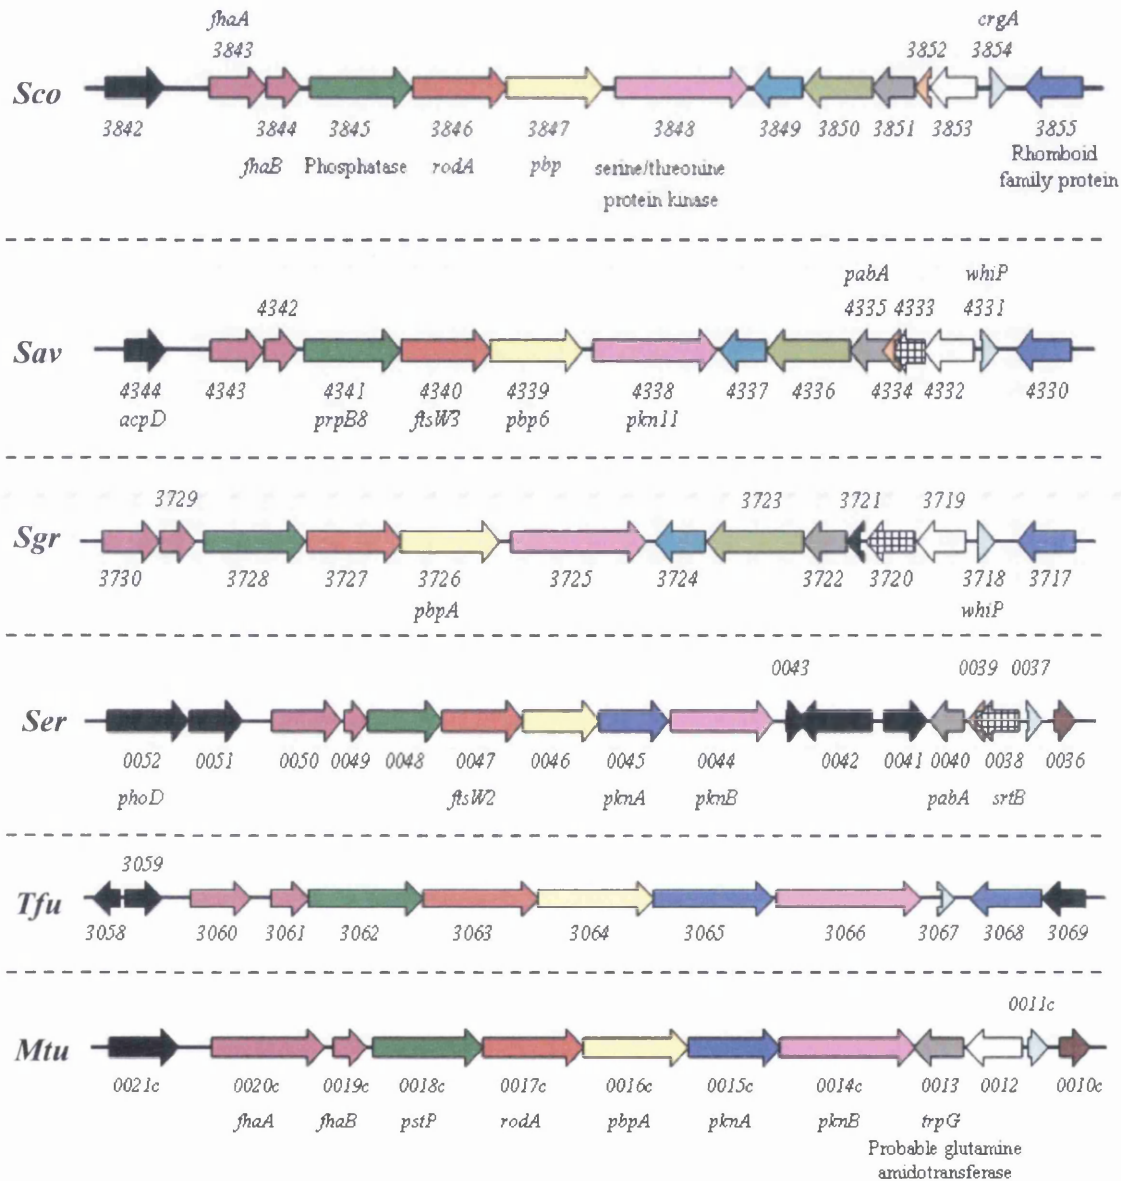 fhaA crgA
3843 3852 3854
Sco
3842 3844 3845 3846 3847 3848 3849 3850 3851 3853 3855
fhaB Phosphatase rodA pbp serine/threonine Rhomboid
protein kinase family protein
pabA whiP
4342 4335 4333 4331
Sav
4344 4343 4341 4340 4339 4338 4337 4336 4334 4332 4330
acpD prpB8 ftsW3 pbp6 pkn11
3729 3723 3721 3719
Sgr
3730 3728 3727 3726 3725 3724 3722 3720 3718 3717
pbpA whiP
0043 0039 0037
Ser
0052 0051 0050 0049 0048 0047 0046 0045 0044 0042 0041 0040 0038 0036
phoD ftsW2 pknA pknB pabA srtB
3059
Tfu
3058 3060 3061 3062 3063 3064 3065 3066 3067 3068 3069
0011c
Mtu
0021c 0020c 0019c 0018c 0017c 0016c 0015c 0014c 0013 0012 0010c
fhaA fhaB pstP rodA pbpA pknA pknB trpG
Probable glutamine
amidotransferase